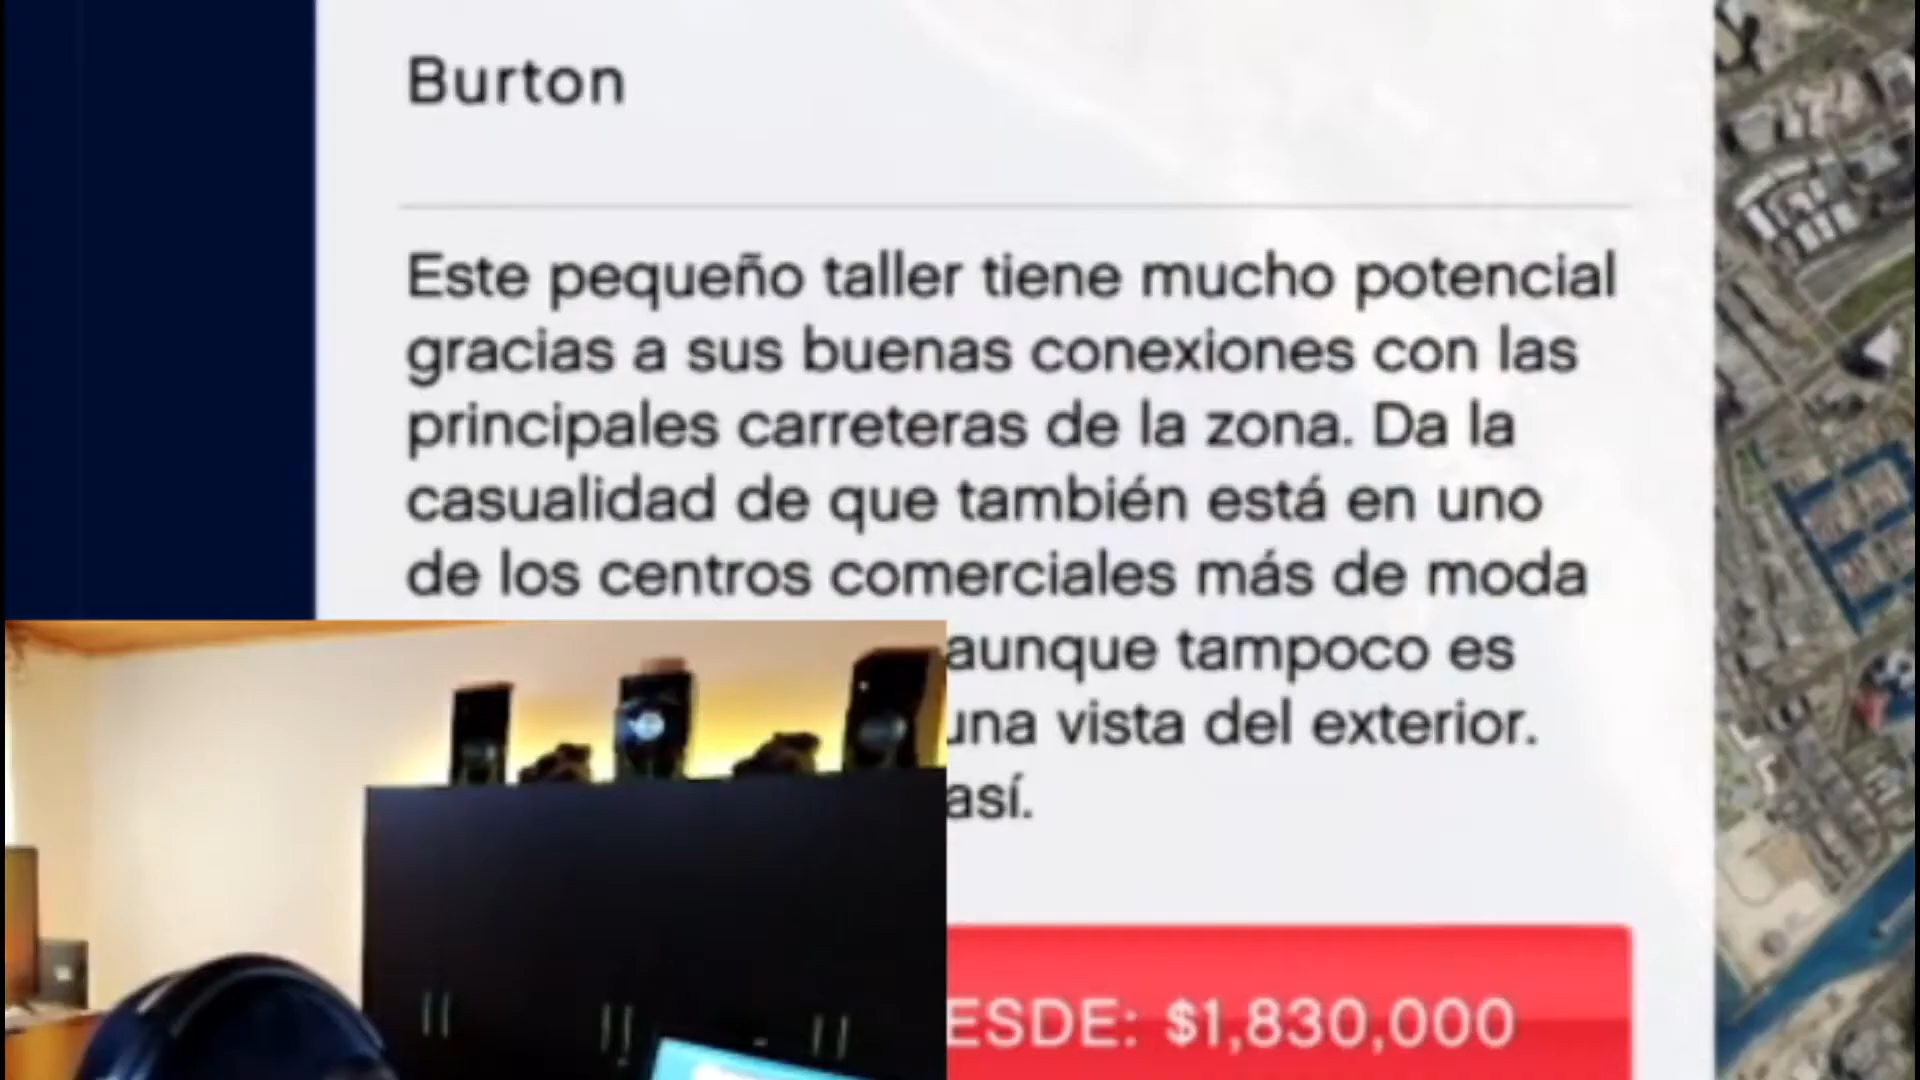 Burton
Este pequeño taller tiene mucho potencial
gracias a sus buenas conexiones con las
principales carreteras de la zona. Da la
casualidad de que también está en uno
de los centros comerciales más de moda
aunque tampoco es
una vista del exterior.
así.
ESDE: $1,830,000